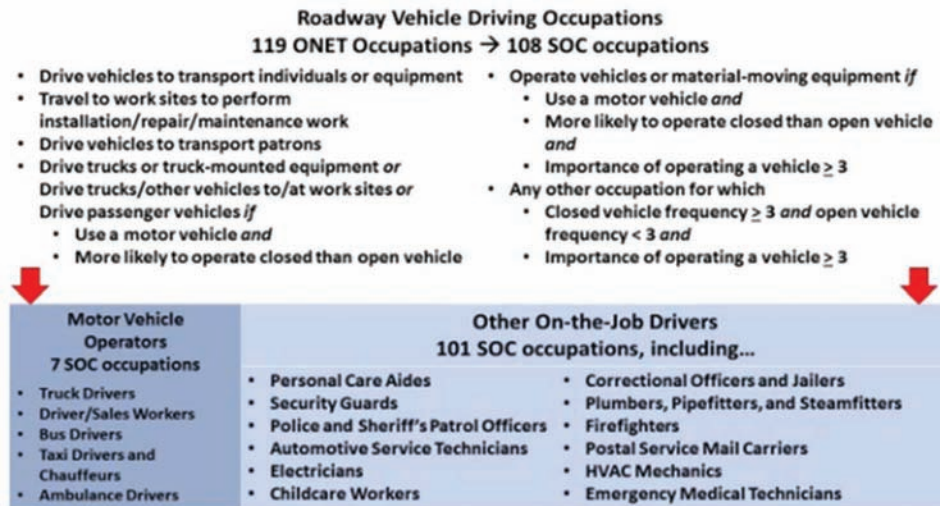 Roadway Vehicle Driving Occupations
119 ONET Occupations → 108 SOC occupations
• Drive vehicles to transport individuals or equipment
• Travel to work sites to perform
installation/repair/maintenance work
• Drive vehicles to transport patrons
• Drive trucks or truck-mounted equipment or
Drive trucks/other vehicles to/at work sites or
Drive passenger vehicles if
• Use a motor vehicle and
• More likely to operate closed than open vehicle
• Operate vehicles or material-moving equipment if
• Use a motor vehicle and
• More likely to operate closed than open vehicle
and
• Importance of operating a vehicle ≥ 3
• Any other occupation for which
• Closed vehicle frequency ≥ 3 and open vehicle
frequency < 3 and
• Importance of operating a vehicle ≥ 3
Motor Vehicle
Operators
7 SOC occupations
• Truck Drivers
• Driver/Sales Workers
• Bus Drivers
• Taxi Drivers and
Chauffeurs
• Ambulance Drivers
Other On-the-Job Drivers
101 SOC occupations, including...
• Personal Care Aides
• Security Guards
• Police and Sheriff's Patrol Officers
• Automotive Service Technicians
• Electricians
• Childcare Workers
• Correctional Officers and Jailers
• Plumbers, Pipefitters, and Steamfitters
• Firefighters
• Postal Service Mail Carriers
• HVAC Mechanics
• Emergency Medical Technicians